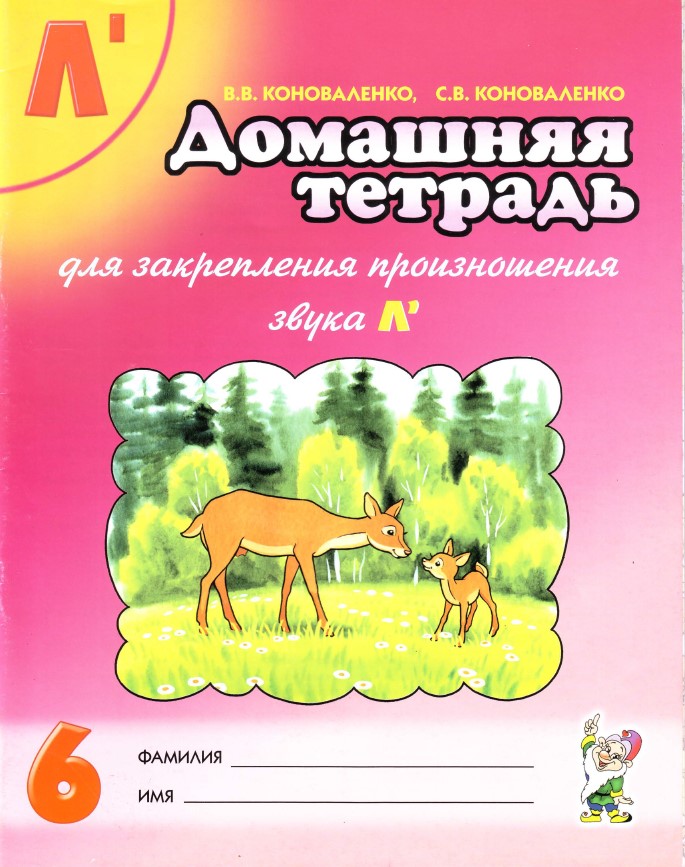 Л'
В.В. КОНОВАЛЕНКО, С.В. КОНОВАЛЕНКО
Домашняя
тетрадь
для закрепления произношения
звука Л'
6
ФАМИЛИЯ
ИМЯ